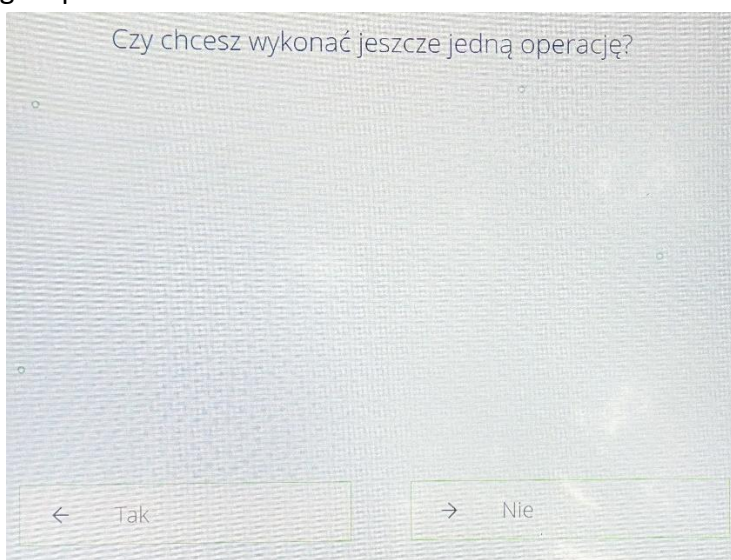 Czy chcesz wykonać jeszcze jedną operację?
← Tak
→ Nie